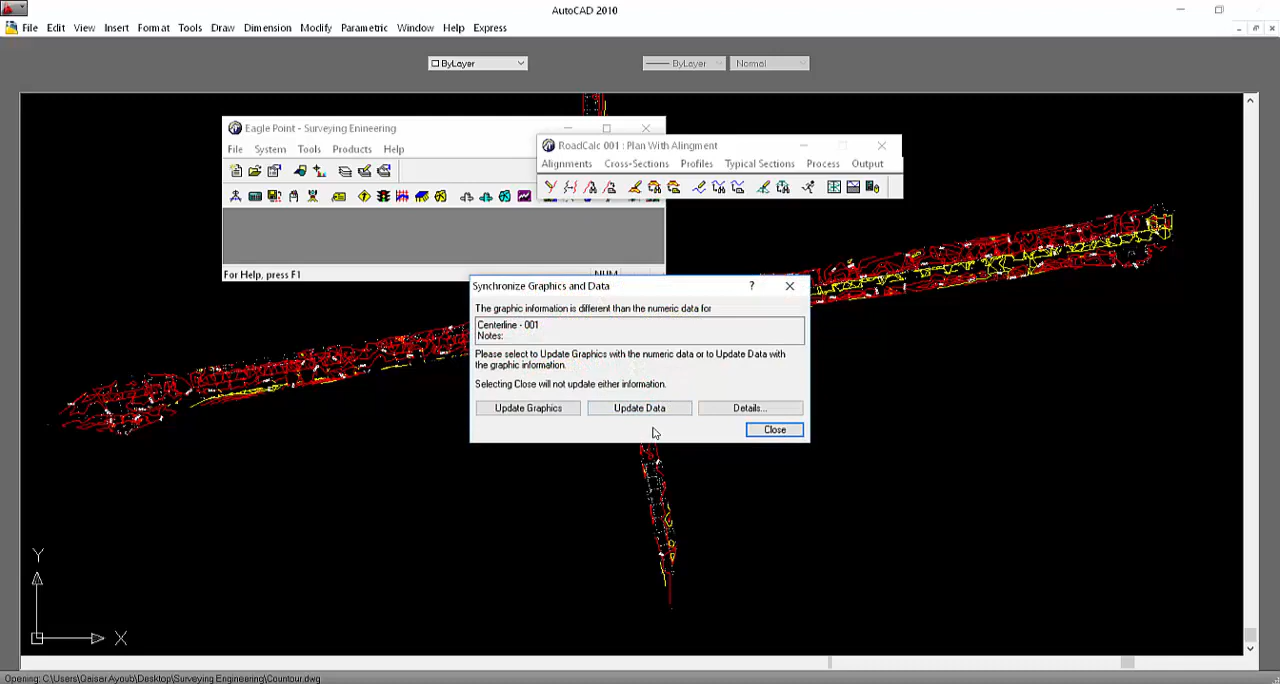 AutoCAD 2010
File Edit View Insert Format Tools Draw Dimension Modify Parametric Window Help Express
ByLayer ByLayer Normal
Eagle Point - Surveying Enineering
File System Tools Products Help
For Help, press F1 NUM
RoadCalc 001 : Plan With Alingment
Alignments Cross-Sections Profiles Typical Sections Process Output
Synchronize Graphics and Data ?
The graphic information is different than the numeric data for
Centerline - 001
Notes:
Please select to Update Graphics with the numeric data or to Update Data with
the graphic information.
Selecting Close will not update either information.
Update Graphics Update Data Details...
Close
Y
X
Opening: C:\Users\Qaisar Ayoub\Desktop\Surveying Engineering\Countour.dwg